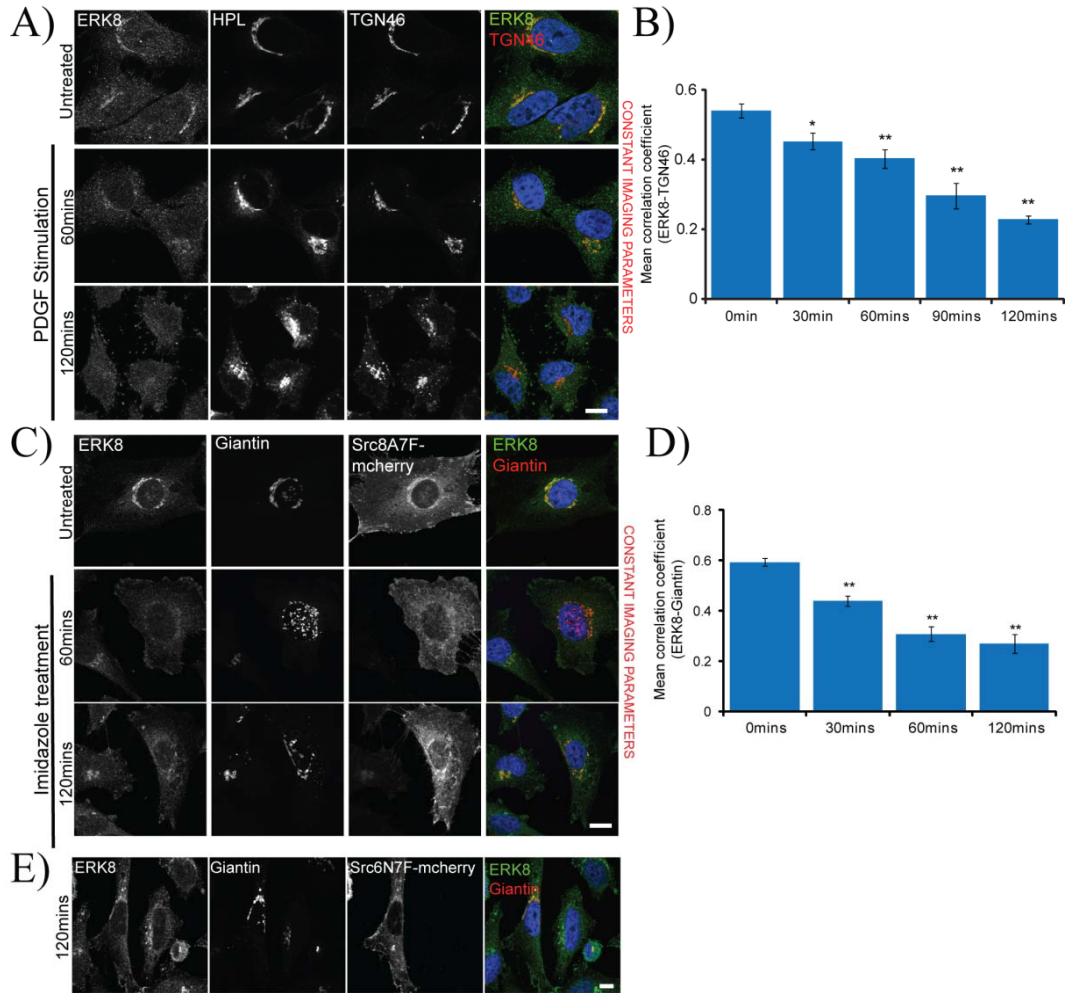 A)
ERK8
HPL
TGN46
ERK8
TGN46
Untreated
PDGF Stimulation
60mins
120mins
CONSTANT IMAGING PARAMETERS
B)
Mean correlation coefficient
(ERK8-TGN46)
0.6
0.4
0.2
0
*
**
**
**
0min
30min
60mins
90mins
120mins
C)
ERK8
Giantin
Src8A7F-
mcherry
ERK8
Giantin
Untreated
Imidazole treatment
60mins
120mins
CONSTANT IMAGING PARAMETERS
D)
Mean correlation coefficient
(ERK8-Giantin)
0.8
0.6
0.4
0.2
0
**
**
**
0mins
30mins
60mins
120mins
E)
ERK8
Giantin
Src6N7F-mcherry
ERK8
Giantin
120mins